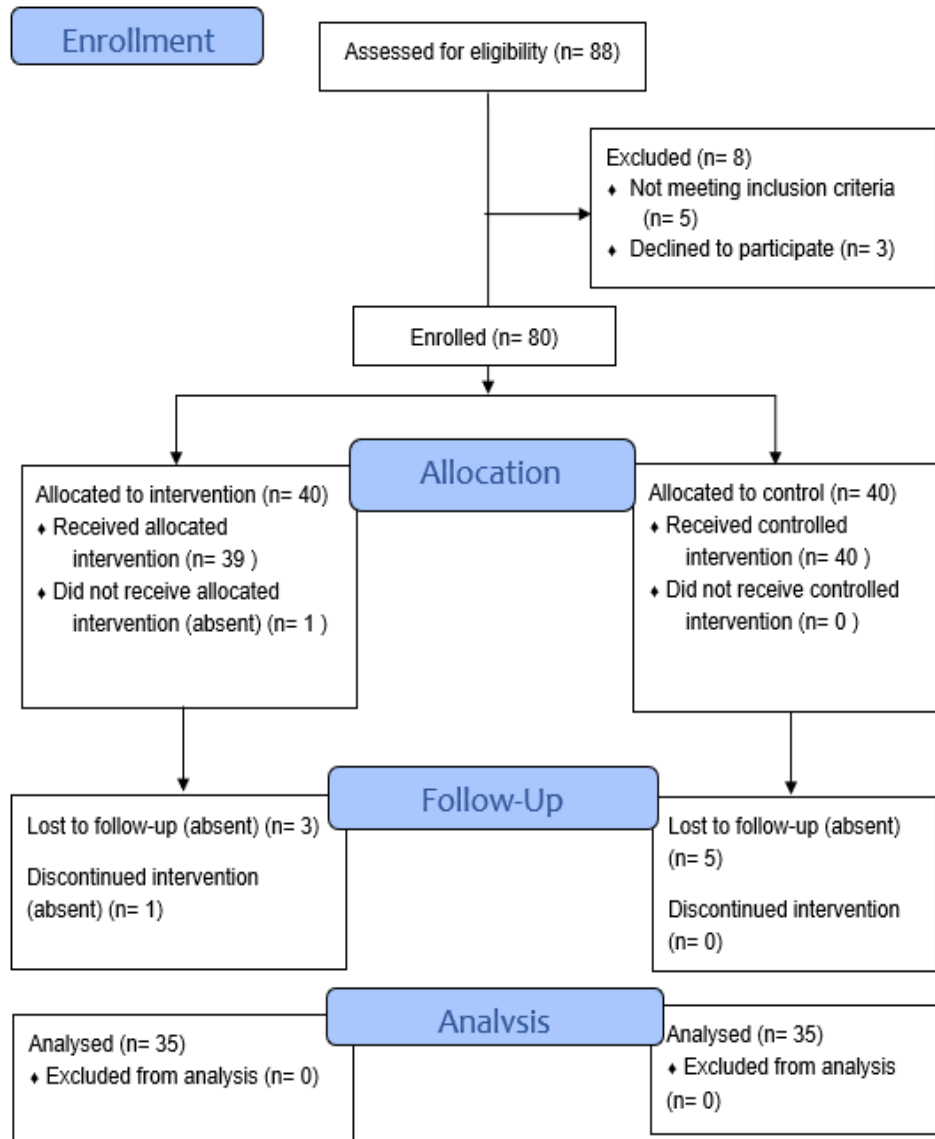 Enrollment
Assessed for eligibility (n= 88)
Excluded (n= 8)
♦ Not meeting inclusion criteria
(n= 5)
♦ Declined to participate (n= 3)
Enrolled (n= 80)
Allocation
Allocated to intervention (n= 40)
♦ Received allocated
intervention (n= 39 )
♦ Did not receive allocated
intervention (absent) (n= 1 )
Allocated to control (n= 40)
♦ Received controlled
intervention (n= 40 )
♦ Did not receive controlled
intervention (n= 0 )
Follow-Up
Lost to follow-up (absent) (n= 3)
Discontinued intervention
(absent) (n= 1)
Lost to follow-up (absent)
(n= 5)
Discontinued intervention
(n= 0)
Analysis
Analysed (n= 35)
♦ Excluded from analysis (n= 0)
Analysed (n= 35)
♦ Excluded from analysis
(n= 0)